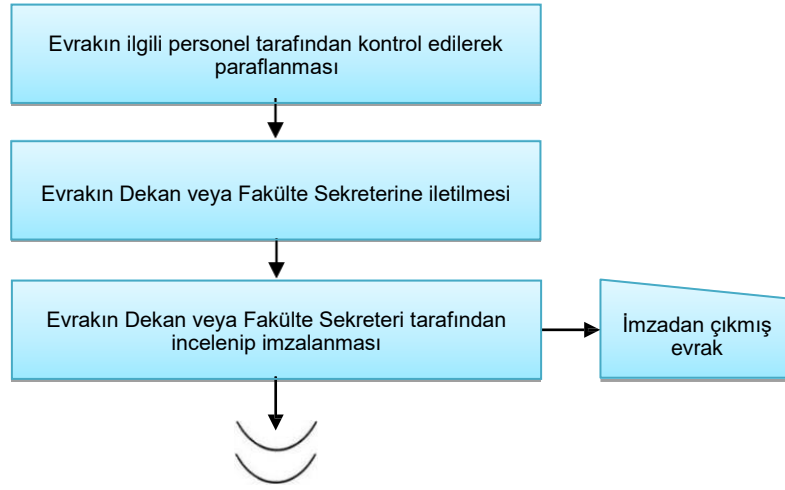 Evrakın ilgili personel tarafından kontrol edilerek
paraflanması
Evrakın Dekan veya Fakülte Sekreterine iletilmesi
Evrakın Dekan veya Fakülte Sekreteri tarafından
incelenip imzalanması
İmzadan çıkmış
evrak